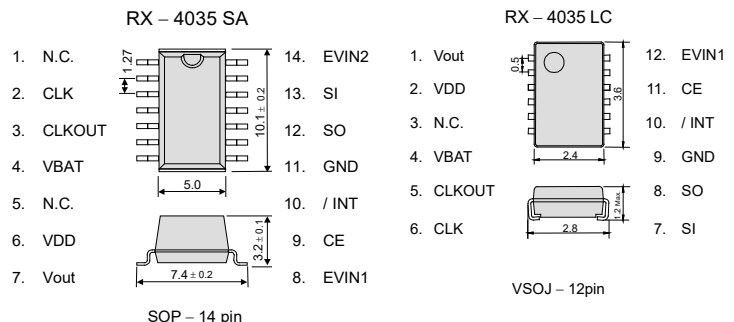 RX – 4035 SA
1. N.C.
2. CLK
3. CLKOUT
4. VBAT
5. N.C.
6. VDD
7. Vout
1.27
10.1 ± 0.2
5.0
3.2 ± 0.1
7.4 ± 0.2
14. EVIN2
13. SI
12. SO
11. GND
10. / INT
9. CE
8. EVIN1
SOP – 14 pin
RX – 4035 LC
1. Vout
2. VDD
3. N.C.
4. VBAT
5. CLKOUT
6. CLK
0.5
3.6
2.4
1.2 Max
2.8
12. EVIN1
11. CE
10. / INT
9. GND
8. SO
7. SI
VSOJ – 12pin